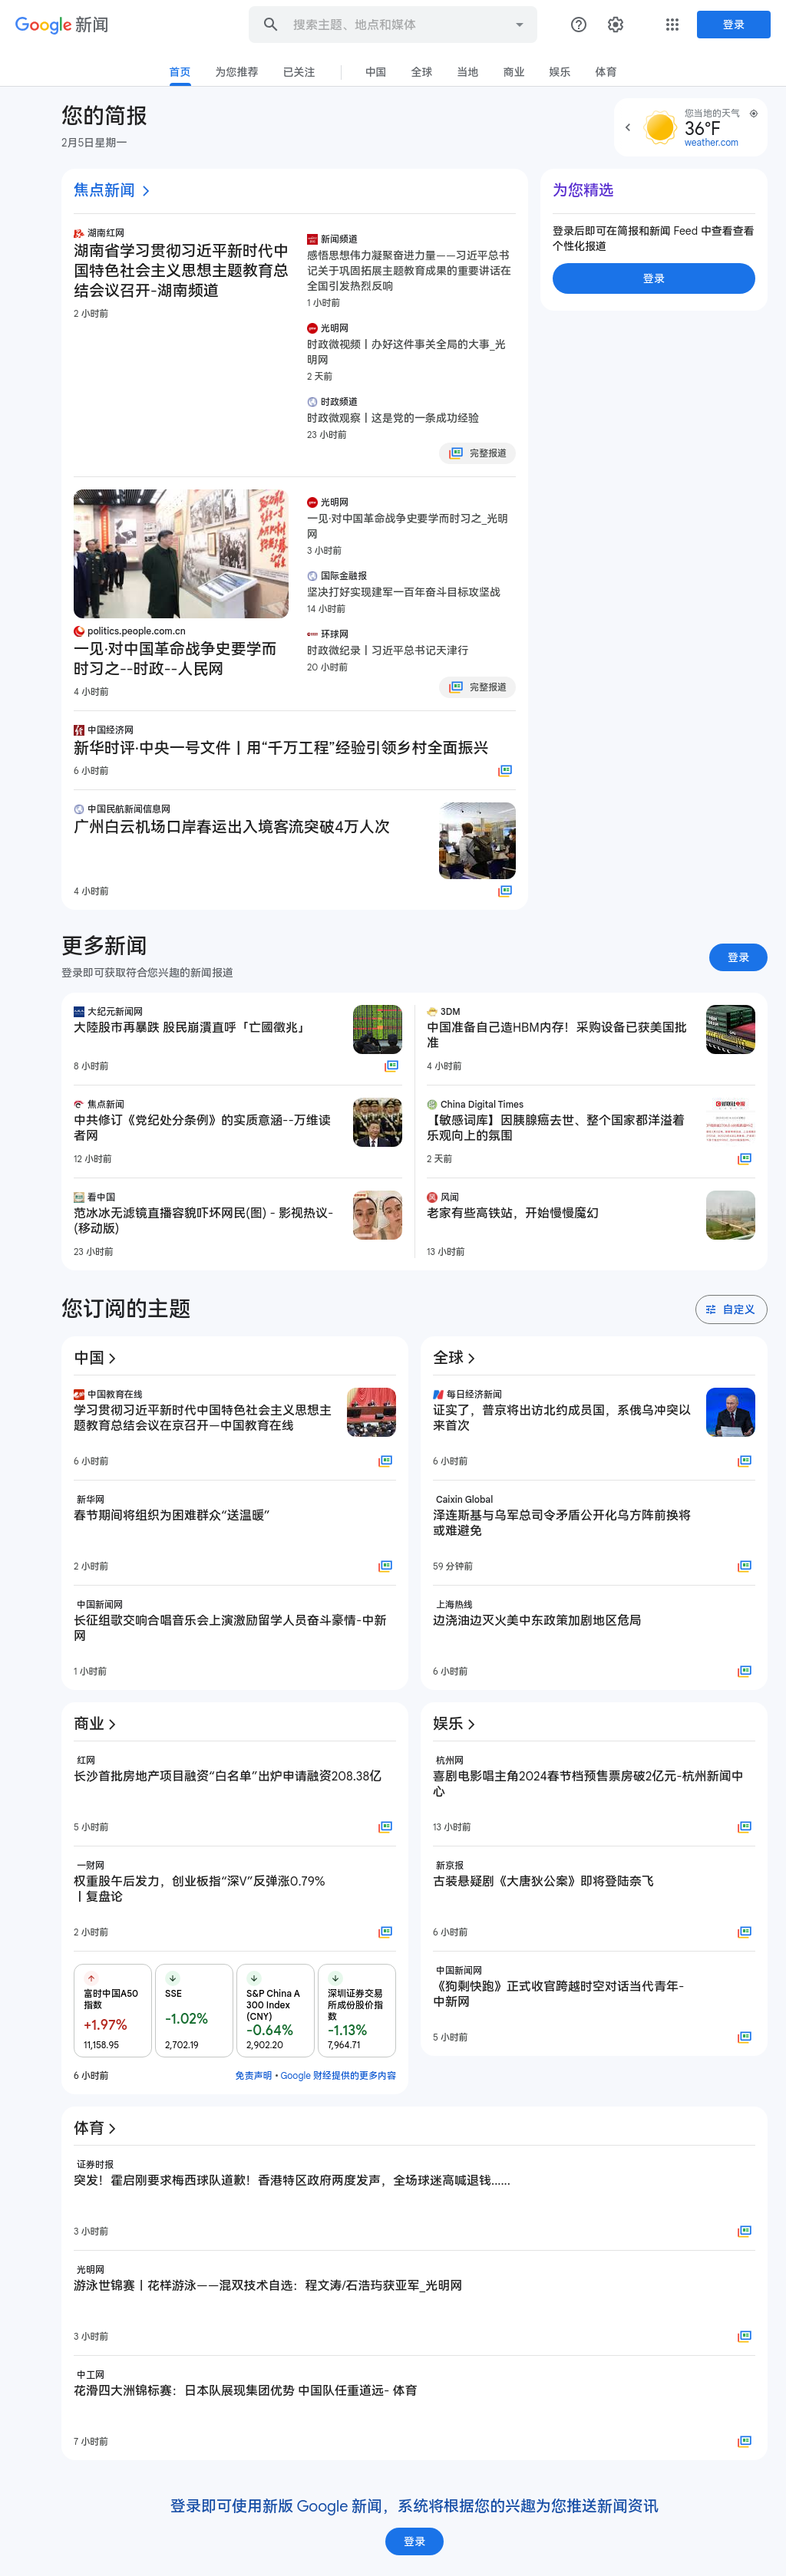 Google 新闻
搜索主题、地点和媒体
登录
首页
为您推荐
已关注
中国
全球
当地
商业
娱乐
体育
您的简报
2月5日星期一
您当地的天气
36°F
weather.com
焦点新闻
湖南红网
湖南省学习贯彻习近平新时代中
国特色社会主义思想主题教育总
结会议召开-湖南频道
2 小时前
新闻频道
感悟思想伟力凝聚奋进力量——习近平总书
记关于巩固拓展主题教育成果的重要讲话在
全国引发热烈反响
1 小时前
光明网
时政微视频丨办好这件事关全局的大事_光
明网
2 天前
时政频道
时政微观察丨这是党的一条成功经验
23 小时前
完整报道
politics.people.com.cn
一见·对中国革命战争史要学而
时习之--时政--人民网
4 小时前
光明网
一见·对中国革命战争史要学而时习之_光明
网
3 小时前
国际金融报
坚决打好实现建军一百年奋斗目标攻坚战
14 小时前
环球网
时政微纪录丨习近平总书记天津行
20 小时前
完整报道
中国经济网
新华时评·中央一号文件丨用“千万工程”经验引领乡村全面振兴
6 小时前
中国民航新闻信息网
广州白云机场口岸春运出入境客流突破4万人次
4 小时前
为您精选
登录后即可在简报和新闻 Feed 中查看查看
个性化报道
登录
更多新闻
登录即可获取符合您兴趣的新闻报道
登录
大纪元新闻网
大陸股市再暴跌 股民崩潰直呼「亡國徵兆」
8 小时前
焦点新闻
中共修订《党纪处分条例》的实质意涵--万维读
者网
12 小时前
看中国
范冰冰无滤镜直播容貌吓坏网民(图) - 影视热议-
(移动版)
23 小时前
3DM
中国准备自己造HBM内存！采购设备已获美国批
准
4 小时前
China Digital Times
【敏感词库】因胰腺癌去世、整个国家都洋溢着
乐观向上的氛围
2 天前
风闻
老家有些高铁站，开始慢慢魔幻
13 小时前
您订阅的主题
自定义
中国
中国教育在线
学习贯彻习近平新时代中国特色社会主义思想主
题教育总结会议在京召开—中国教育在线
6 小时前
新华网
春节期间将组织为困难群众“送温暖”
2 小时前
中国新闻网
长征组歌交响合唱音乐会上演激励留学人员奋斗豪情-中新
网
1 小时前
全球
每日经济新闻
证实了，普京将出访北约成员国，系俄乌冲突以
来首次
6 小时前
Caixin Global
泽连斯基与乌军总司令矛盾公开化乌方阵前换将
或难避免
59 分钟前
上海热线
边浇油边灭火美中东政策加剧地区危局
6 小时前
商业
红网
长沙首批房地产项目融资“白名单”出炉申请融资208.38亿
5 小时前
一财网
权重股午后发力，创业板指“深V”反弹涨0.79%
丨复盘论
2 小时前
富时中国A50
指数
+1.97%
11,158.95
SSE
-1.02%
2,702.19
S&P China A
300 Index
(CNY)
-0.64%
2,902.20
深圳证券交易
所成份股价指
数
-1.13%
7,964.71
6 小时前
免责声明 • Google 财经提供的更多内容
娱乐
杭州网
喜剧电影唱主角2024春节档预售票房破2亿元-杭州新闻中
心
13 小时前
新京报
古装悬疑剧《大唐狄公案》即将登陆奈飞
6 小时前
中国新闻网
《狗剩快跑》正式收官跨越时空对话当代青年-
中新网
5 小时前
体育
证券时报
突发！霍启刚要求梅西球队道歉！香港特区政府两度发声，全场球迷高喊退钱……
3 小时前
光明网
游泳世锦赛丨花样游泳——混双技术自选：程文涛/石浩玙获亚军_光明网
3 小时前
中工网
花滑四大洲锦标赛：日本队展现集团优势 中国队任重道远- 体育
7 小时前
登录即可使用新版 Google 新闻，系统将根据您的兴趣为您推送新闻资讯
登录